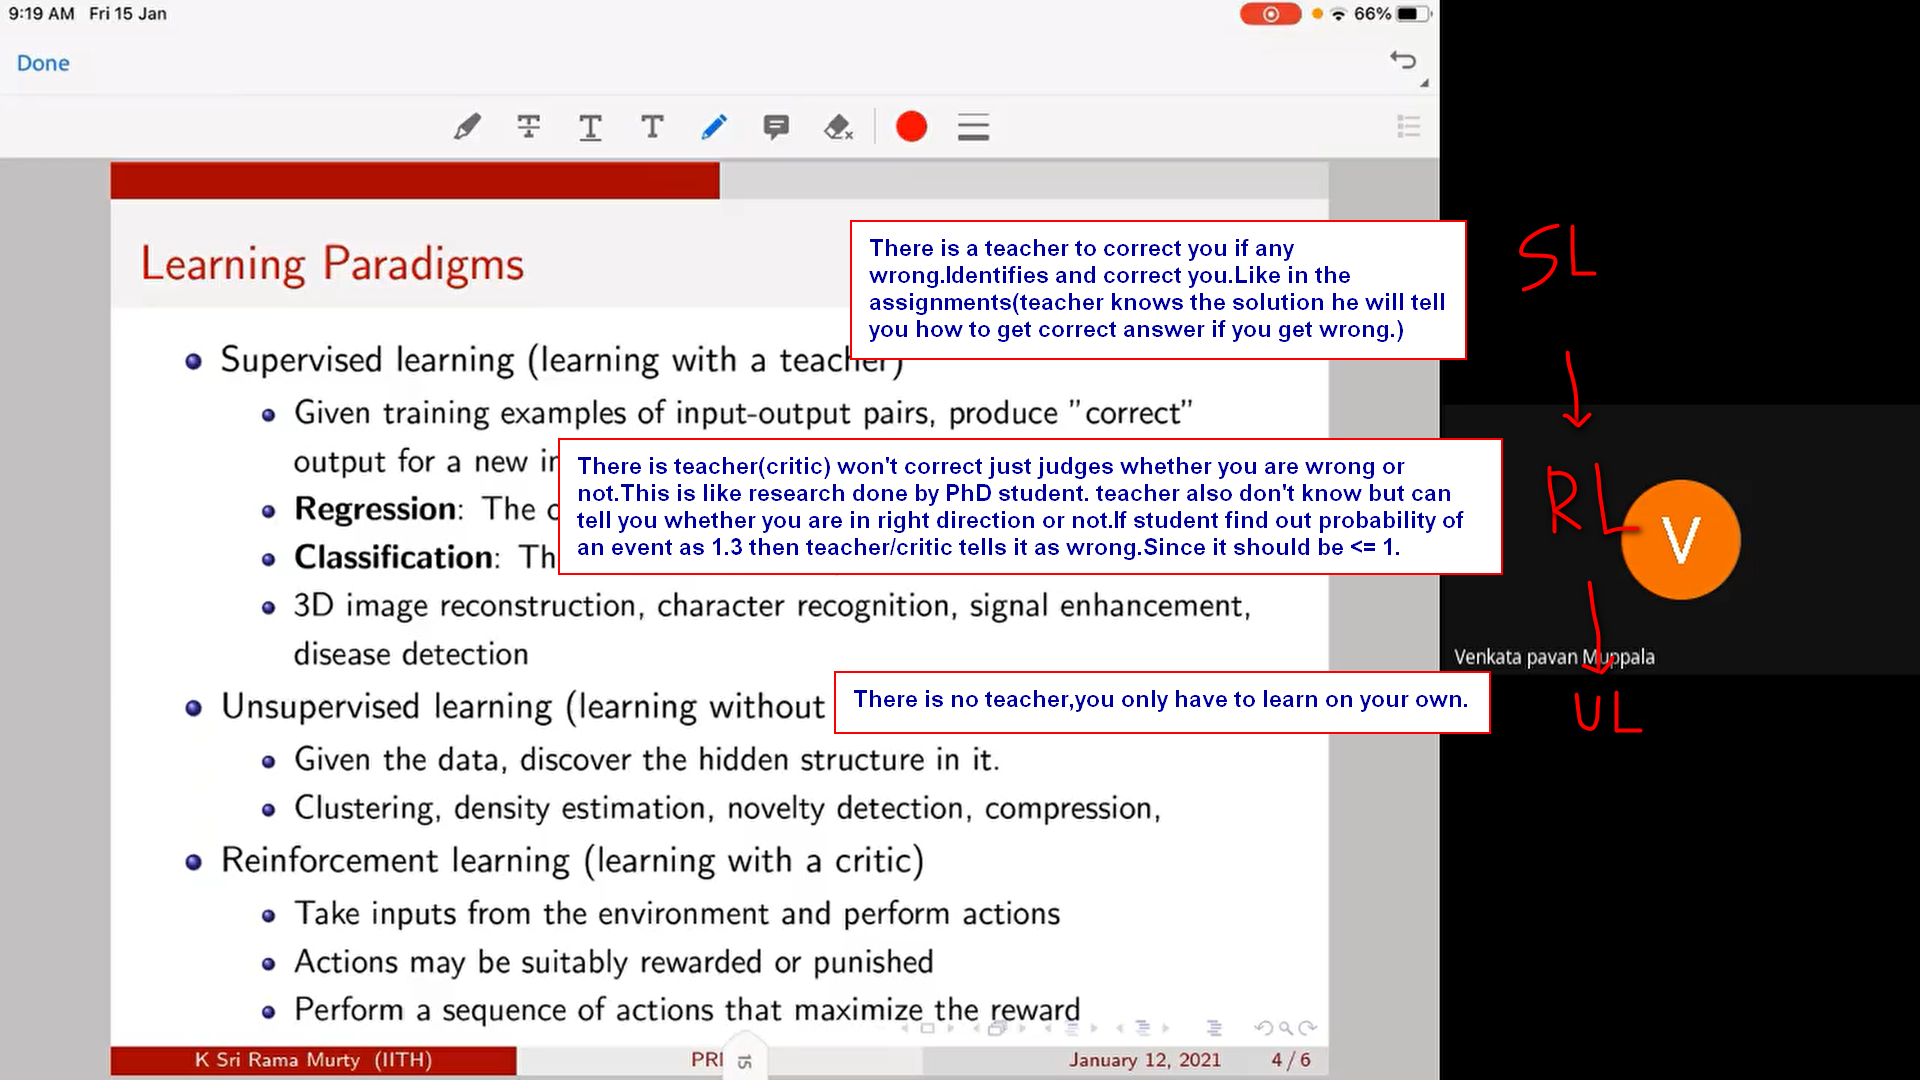 9:19 AM Fri 15 Jan
66%
Done
Learning Paradigms
There is a teacher to correct you if any
wrong.Identifies and correct you.Like in the
assignments(teacher knows the solution he will tell
you how to get correct answer if you get wrong.)
SL
Supervised learning (learning with a teacher)
Given training examples of input-output pairs, produce "correct"
output for a new
There is teacher(critic) won't correct just judges whether you are wrong or
not.This is like research done by PhD student. teacher also don't know but can
tell you whether you are in right direction or not.If student find out probability of
an event as 1.3 then teacher/critic tells it as wrong.Since it should be <= 1.
RL
V
Regression: The
Classification:
3D image reconstruction, character recognition, signal enhancement,
disease detection
Venkata pavan Muppala
Unsupervised learning (learning without
There is no teacher,you only have to learn on your own.
UL
Given the data, discover the hidden structure in it.
Clustering, density estimation, novelty detection, compression,
Reinforcement learning (learning with a critic)
Take inputs from the environment and perform actions
Actions may be suitably rewarded or punished
Perform a sequence of actions that maximize the reward
K Sri Rama Murty (IITH)
15
January 12, 2021
4 / 6